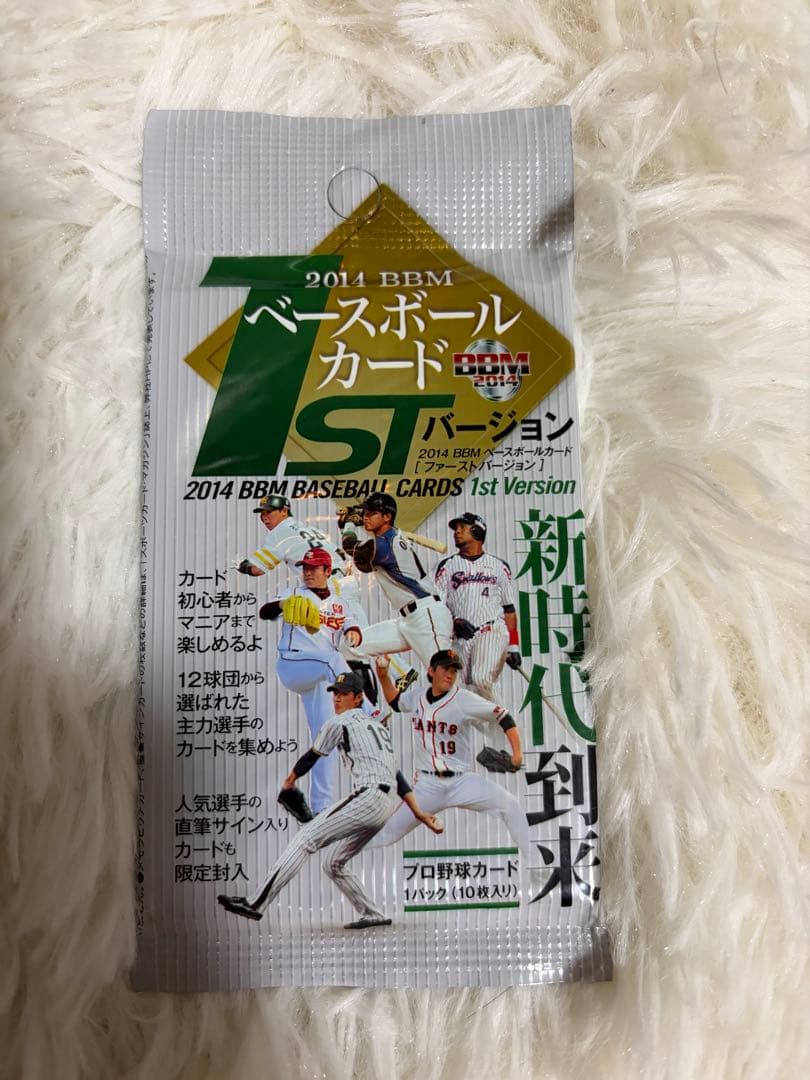 2014 BBM
ベースボール
カード
BBM
2014
1ST
バージョン
2014 BBM ベースボールカード
［ファーストバージョン］
2014 BBM BASEBALL CARDS 1st Version
新時代到来
カード
初心者から
マニアまで
楽しめるよ
12球団から
選ばれた
主力選手の
カードを集めよう
人気選手の
直筆サイン入り
カードも
限定封入
Swallows
4
GIANTS
19
19
プロ野球カード
1パック（10枚入り）